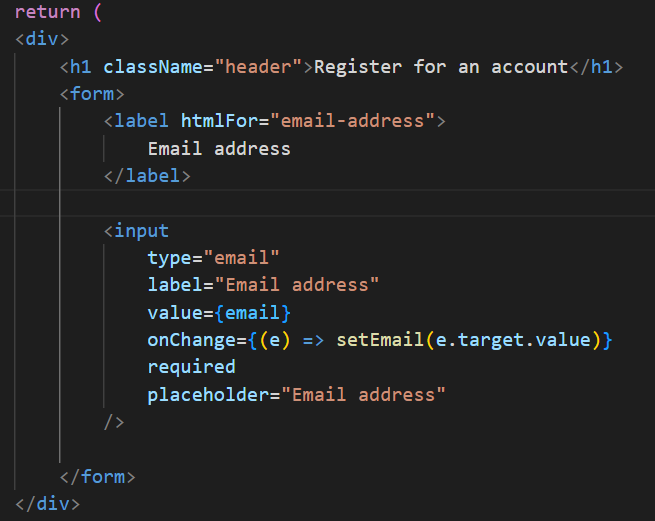 return (
<div>
<h1 className="header">Register for an account</h1>
<form>
<label htmlFor="email-address">
Email address
</label>
<input
type="email"
label="Email address"
value={email}
onChange={(e) => setEmail(e.target.value)}
required
placeholder="Email address"
/>
</form>
</div>